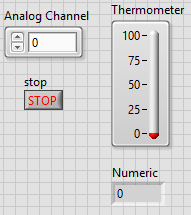 Analog Channel
0
stop
STOP
Thermometer
100
75
50
25
0
Numeric
0